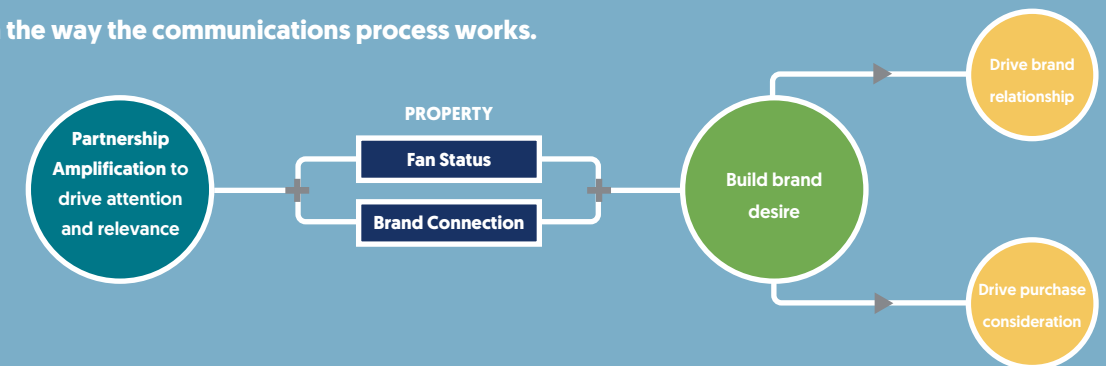 the way the communications process works.
Partnership
Amplification to
drive attention
and relevance
PROPERTY
Fan Status
Brand Connection
Build brand
desire
Drive brand
relationship
Drive purchase
consideration